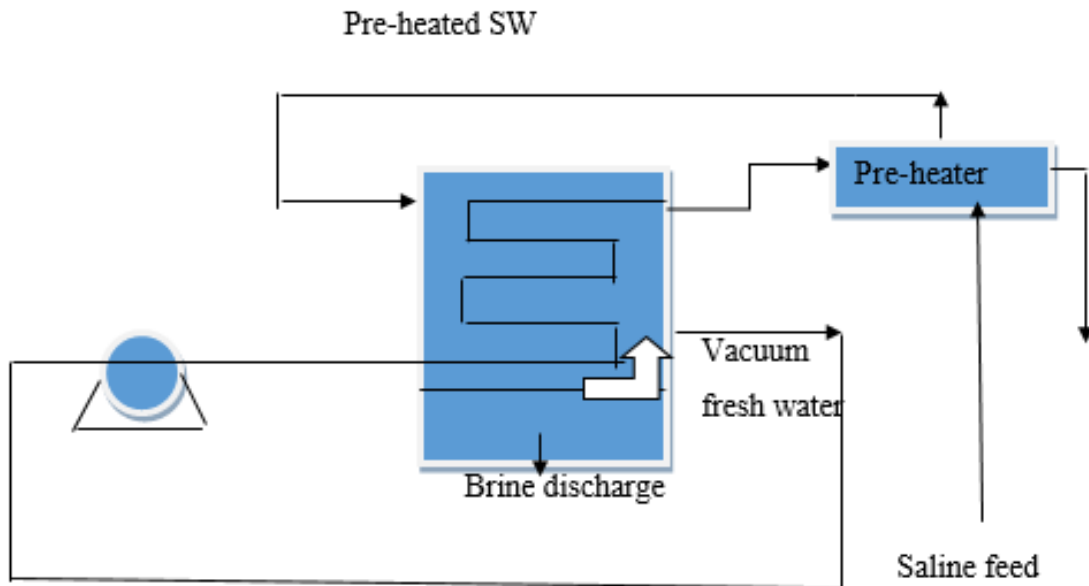 Pre-heated SW
Pre-heater
Vacuum
fresh water
Brine discharge
Saline feed